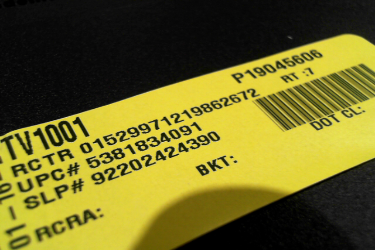 P19045606
TV1001 RT :7
RCTR 01529971219862672
UPC# 5381834091
SLP# 92202424390
DOT CL:
BKT:
RCRA: